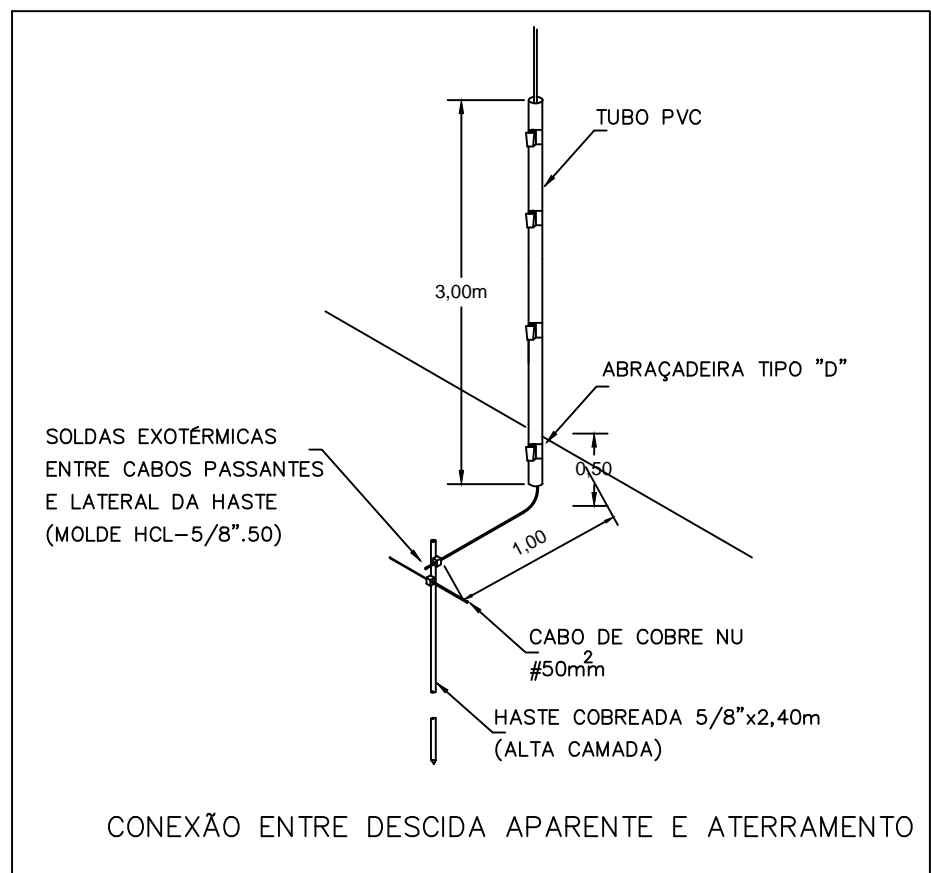 TUBO PVC
3,00m
ABRAÇADEIRA TIPO ”D”
SOLDAS EXOTÉRMICAS
ENTRE CABOS PASSANTES
E LATERAL DA HASTE
(MOLDE HCL–5/8”.50)
0,50
1,00
CABO DE COBRE NU
#50mm²
HASTE COBREADA 5/8”x2,40m
(ALTA CAMADA)
CONEXÃO ENTRE DESCIDA APARENTE E ATERRAMENTO